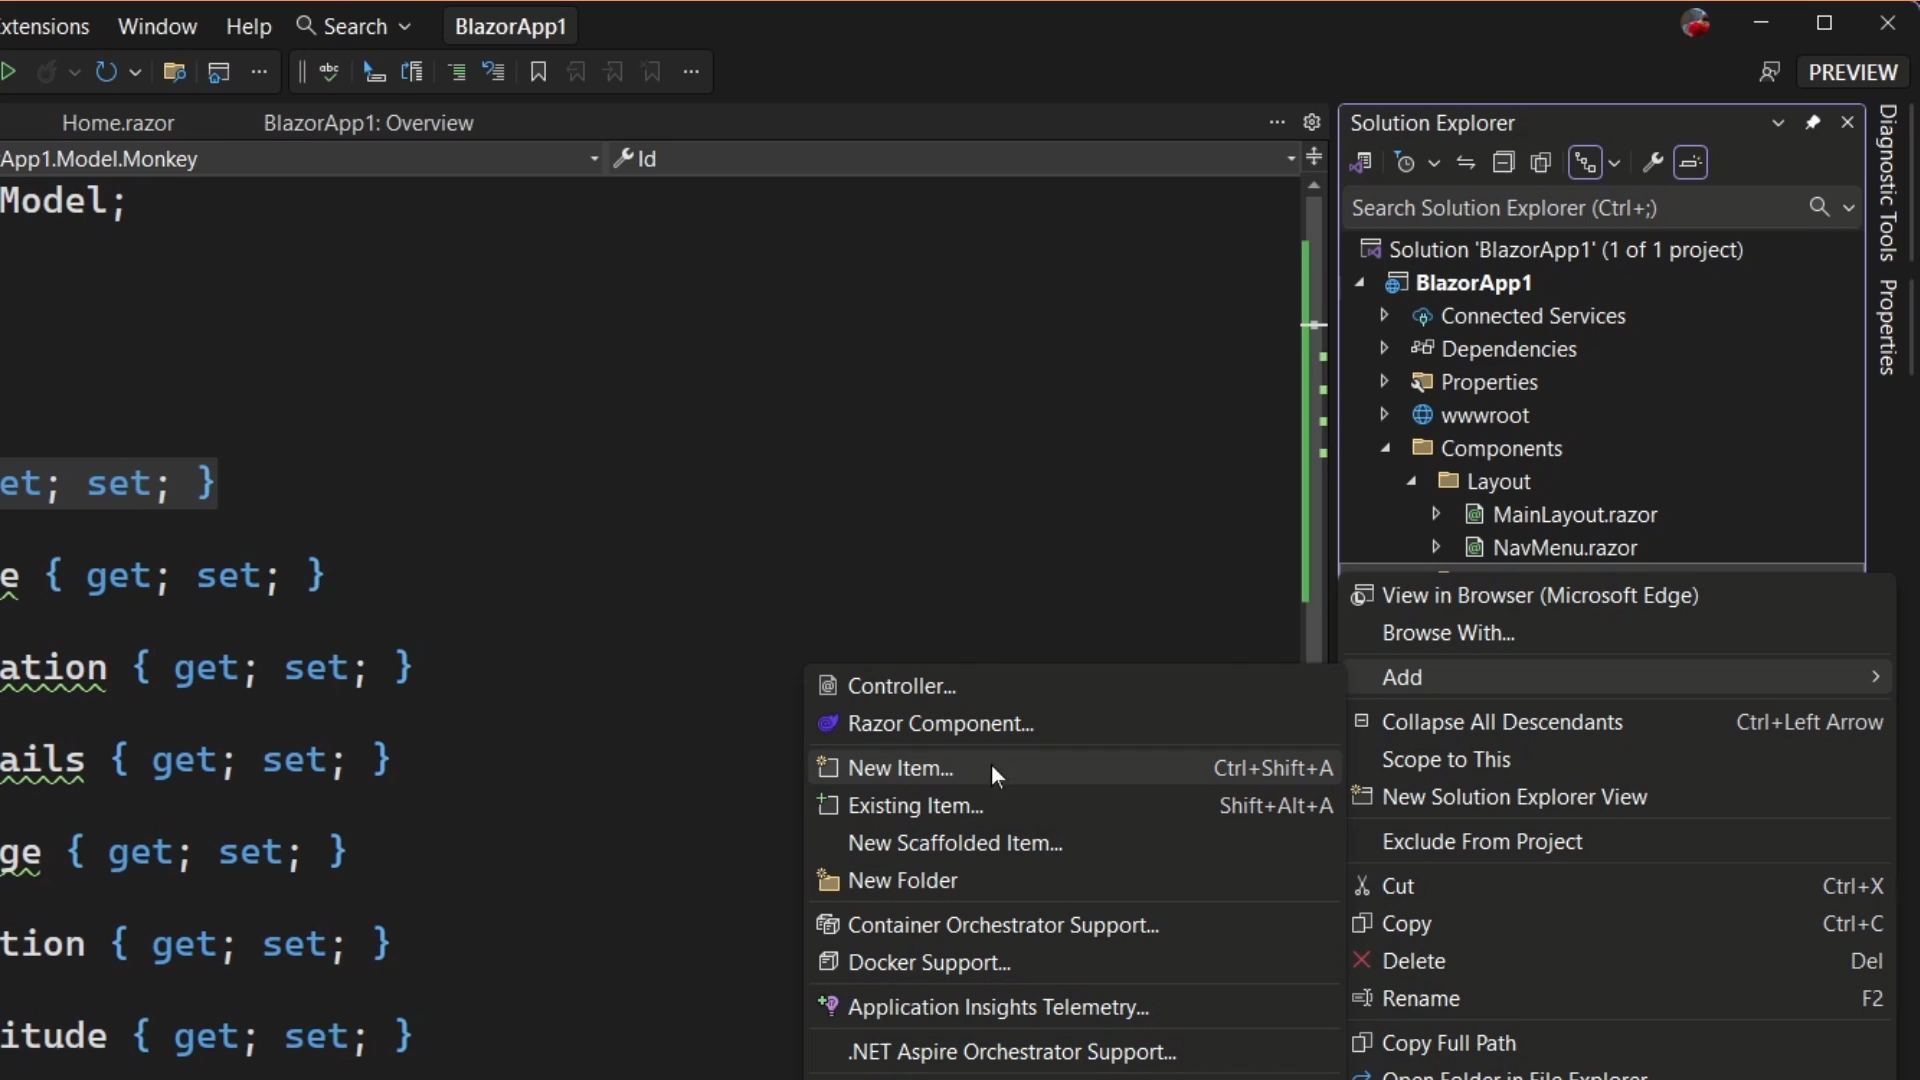 xtensions Window Help Search BlazorApp1
abc PREVIEW
Home.razor BlazorApp1: Overview
App1.Model.Monkey Id
Model;
et; set; }
e { get; set; }
ation { get; set; }
ails { get; set; }
ge { get; set; }
tion { get; set; }
itude { get; set; }
Solution Explorer
Search Solution Explorer (Ctrl+;)
Solution 'BlazorApp1' (1 of 1 project)
BlazorApp1
Connected Services
Dependencies
Properties
wwwroot
Components
Layout
MainLayout.razor
NavMenu.razor
Diagnostic Tools
Properties
View in Browser (Microsoft Edge)
Browse With...
Add
Collapse All Descendants Ctrl+Left Arrow
Scope to This
New Solution Explorer View
Exclude From Project
Cut Ctrl+X
Copy Ctrl+C
Delete Del
Rename F2
Copy Full Path
Open Folder in File Explorer
Controller...
Razor Component...
New Item... Ctrl+Shift+A
Existing Item... Shift+Alt+A
New Scaffolded Item...
New Folder
Container Orchestrator Support...
Docker Support...
Application Insights Telemetry...
.NET Aspire Orchestrator Support...